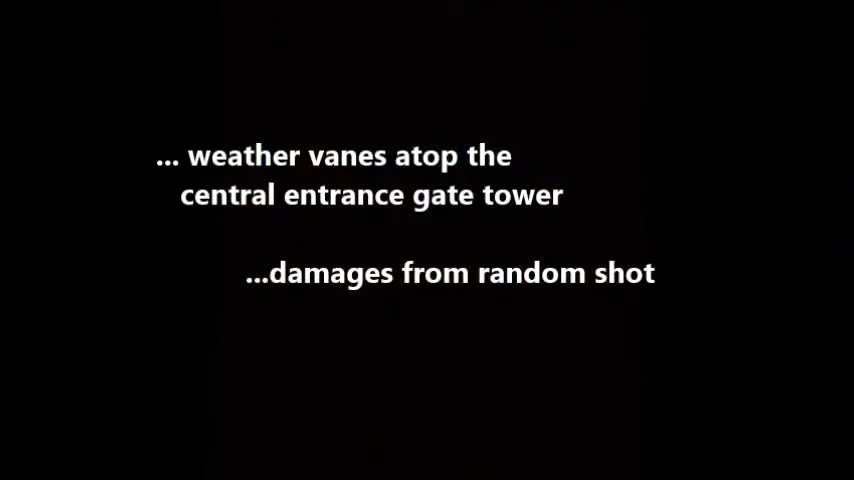 ... weather vanes atop the
central entrance gate tower
...damages from random shot